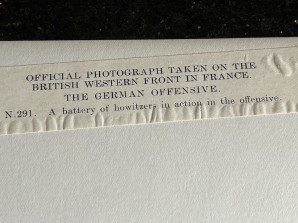 OFFICIAL PHOTOGRAPH TAKEN ON THE
BRITISH WESTERN FRONT IN FRANCE.
THE GERMAN OFFENSIVE.
N.291. A battery of howitzers in action in the offensive.